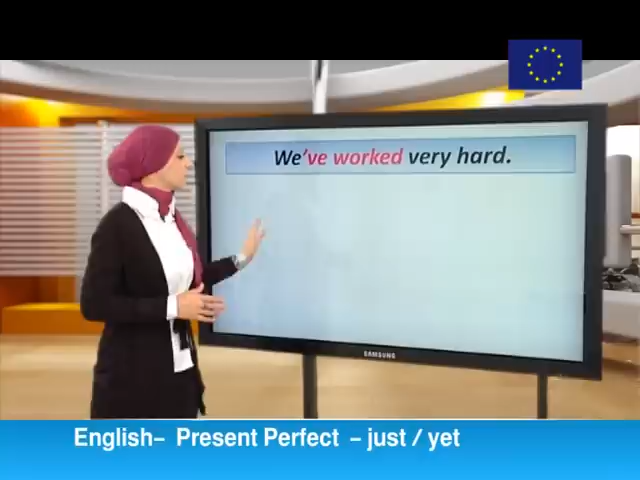 We've worked very hard.
SAMSUNG
English– Present Perfect – just / yet